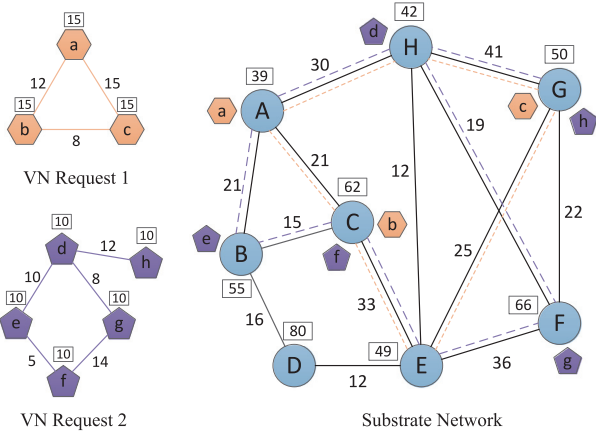 15
a
12
15
15
b
15
c
8
VN Request 1
10
d
12
10
h
10
8
10
e
10
g
5
10
f
14
VN Request 2
42
d
H
30
41
50
39
G
A
a
c
h
19
21
12
21
62
15
C
b
e
B
f
25
22
55
33
16
80
66
49
F
D
E
36
g
12
Substrate Network